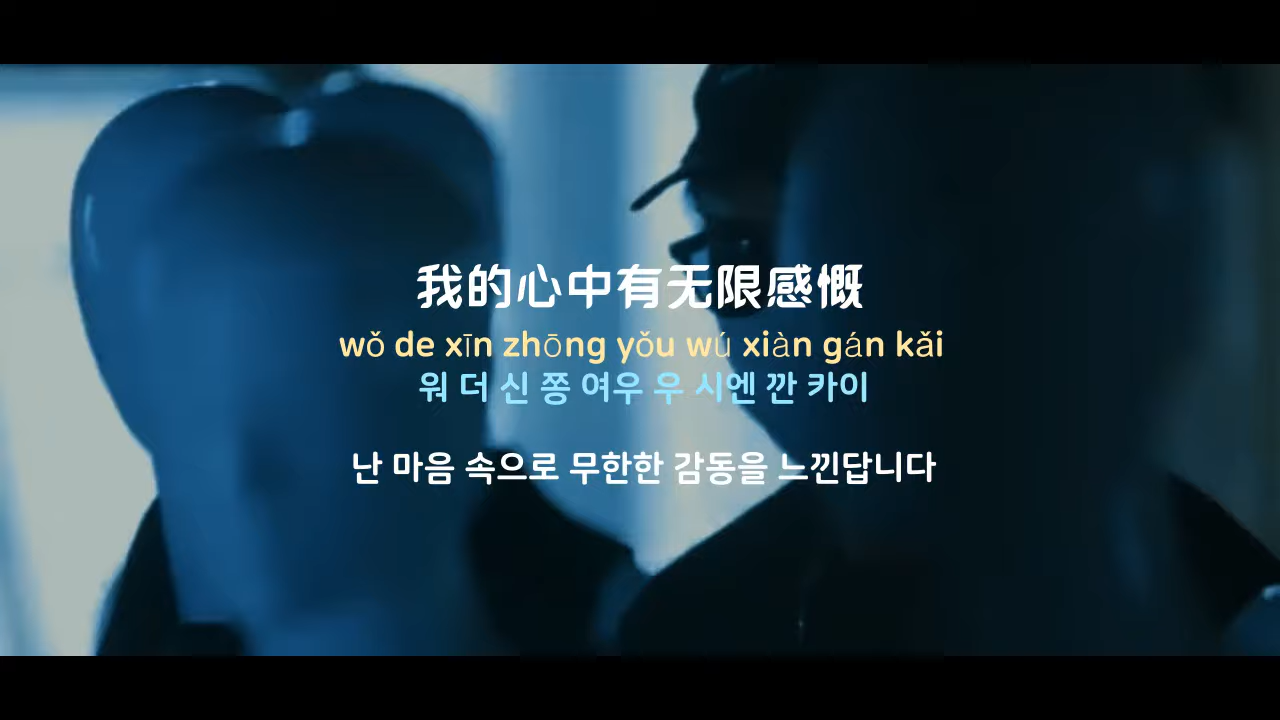 我的心中有无限感慨
wǒ de xīn zhōng yǒu wú xiàn gán kǎi
워 더 신 쫑 여우 우 시엔 깐 카이
난 마음 속으로 무한한 감동을 느낀답니다